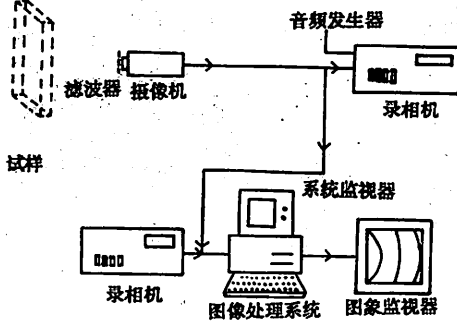 音频发生器
滤波器 摄像机
录相机
试样
系统监视器
录相机
图像处理系统
图象监视器